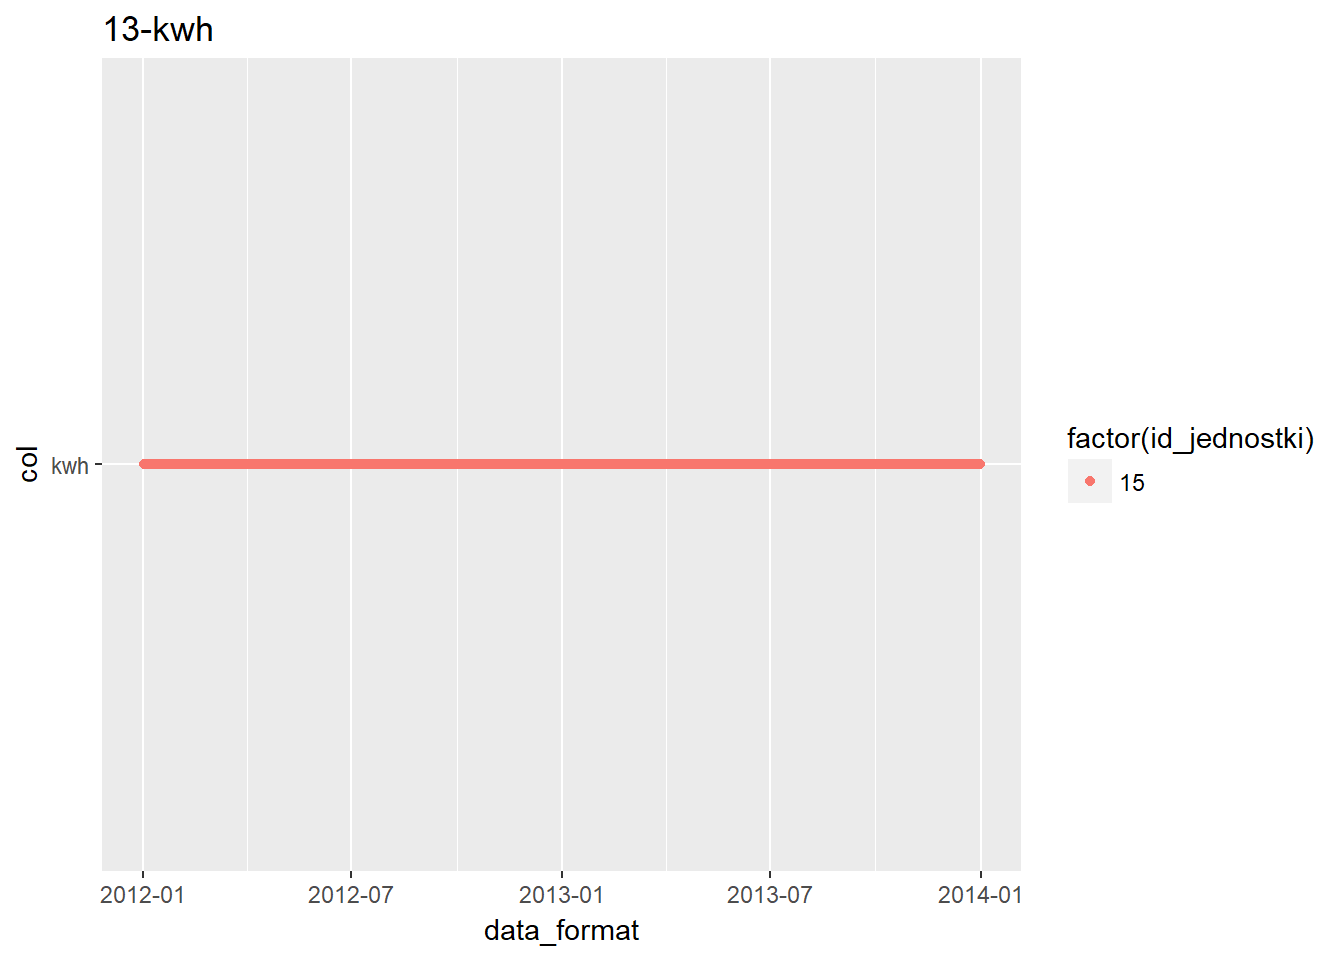 13-kwh
col
kwh
factor(id_jednostki)
15
2012-01 2012-07 2013-01 2013-07 2014-01
data_format